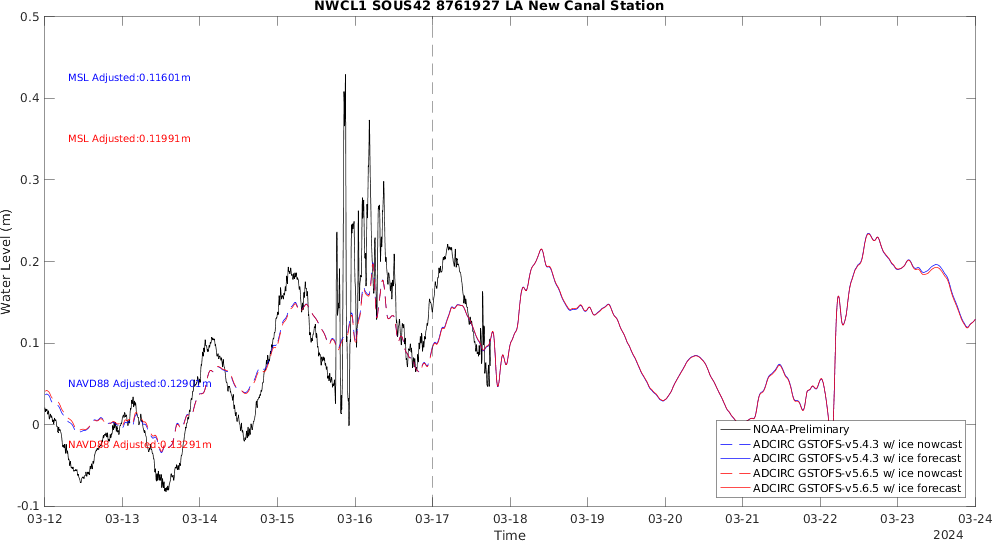 NWCL1 SOUS42 8761927 LA New Canal Station
0.5
0.4
0.3
0.2
0.1
0
-0.1
Water Level (m)
MSL Adjusted:0.11601m
MSL Adjusted:0.11991m
NAVD88 Adjusted:0.12901m
NAVD88 Adjusted:0.13291m
NOAA-Preliminary
ADCIRC GSTOFS-v5.4.3 w/ ice nowcast
ADCIRC GSTOFS-v5.4.3 w/ ice forecast
ADCIRC GSTOFS-v5.6.5 w/ ice nowcast
ADCIRC GSTOFS-v5.6.5 w/ ice forecast
03-12 03-13 03-14 03-15 03-16 03-17 03-18 03-19 03-20 03-21 03-22 03-23 03-24
Time
2024